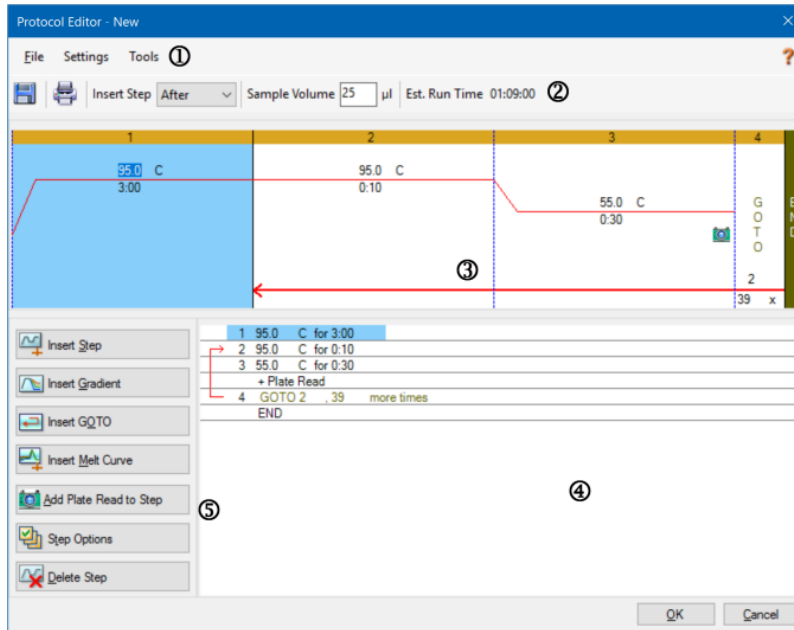 Protocol Editor - New
File Settings Tools ① ?
Insert Step After Sample Volume 25 µl Est. Run Time 01:09:00 ②
1 2 3 4
95.0 C 95.0 C
3:00 0:10
55.0 C
0:30
G
O
T
O
E
N
D
③
2
39 x
Insert Step
Insert Gradient
Insert GOTO
Insert Melt Curve
Add Plate Read to Step
Step Options
Delete Step
⑤
1 95.0 C for 3:00
2 95.0 C for 0:10
3 55.0 C for 0:30
+ Plate Read
4 GOTO 2 , 39 more times
END
④
OK Cancel